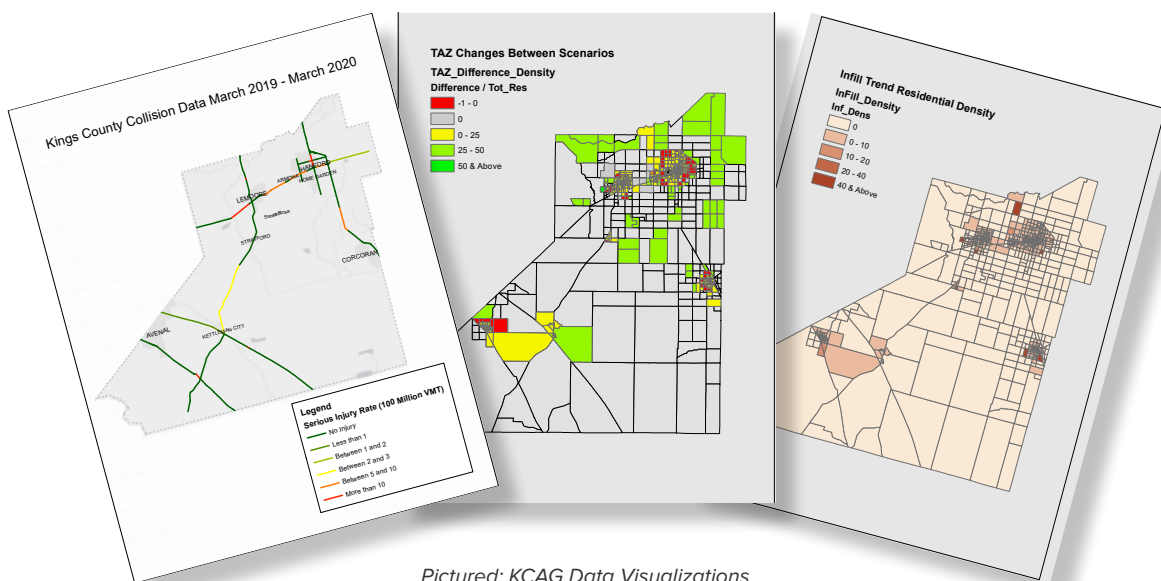 Kings County Collision Data March 2019 - March 2020
HANFORD
ARMONA
HOME GARDEN
LEMOORE
STRATFORD
CORCORAN
AVENAL
KETTLEMAN CITY
Legend
Serious Injury Rate (100 Million VMT)
No Injury
Less than 1
Between 1 and 2
Between 2 and 3
Between 5 and 10
More than 10
TAZ Changes Between Scenarios
TAZ_Difference_Density
Difference / Tot_Res
-1 - 0
0
0 - 25
25 - 50
50 & Above
Infill Trend Residential Density
InFill_Density
Inf_Dens
0
0 - 10
10 - 20
20 - 40
40 & Above
Pictured: KCAG Data Visualizations